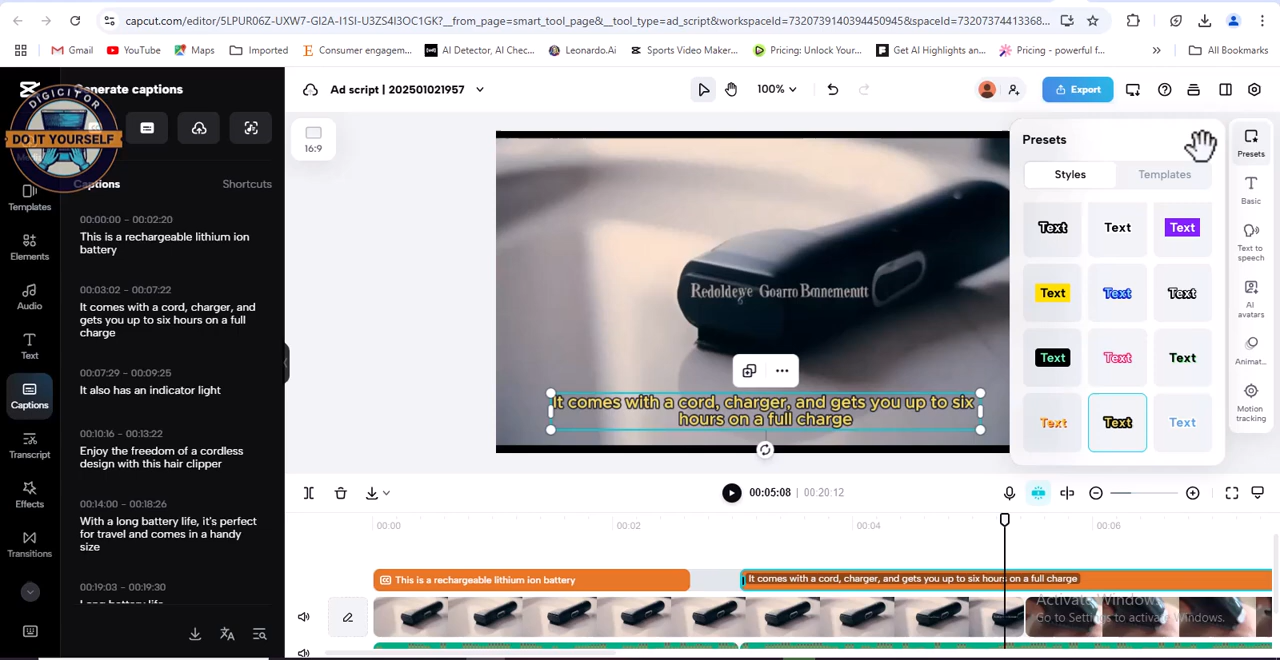 capcut.com/editor/5LPUR06Z-UXW7-GI2A-I1SI-U3ZS4I3OC1GK?__from_page=smart_tool_page&__tool_type=ad_script&workspaceId=7320739140394450945&spaceId=73207374413368...
Gmail YouTube Maps Imported Consumer engagem... AI Detector, AI Chec... Leonardo.Ai Sports Video Maker... Pricing: Unlock Your... Get AI Highlights an... Pricing - powerful f... » All Bookmarks
Generate captions
Ad script | 202501021957
100%
Export
DIGICITOR
DO IT YOURSELF
16:9
Captions
Shortcuts
Templates
Elements
Audio
Text
Captions
Transcript
Effects
Transitions
00:00:00 – 00:02:20
This is a rechargeable lithium ion
battery
00:03:02 – 00:07:22
It comes with a cord, charger, and
gets you up to six hours on a full
charge
00:07:29 – 00:09:25
It also has an indicator light
00:10:16 – 00:13:22
Enjoy the freedom of a cordless
design with this hair clipper
00:14:00 – 00:18:26
With a long battery life, it's perfect
for travel and comes in a handy
size
00:19:03 – 00:19:30
Redoldeye Goarro Bmnementt
It comes with a cord, charger, and gets you up to six
hours on a full charge
Presets
Styles
Templates
Text Text Text
Text Text Text
Text Text Text
Text Text Text
Presets
Basic
Text to
speech
AI
avatars
Animat...
Motion
tracking
00:05:08 | 00:20:12
00:00 00:02 00:04 00:06
This is a rechargeable lithium ion battery
It comes with a cord, charger, and gets you up to six hours on a full charge
Activate Windows
Go to Settings to activate Windows.